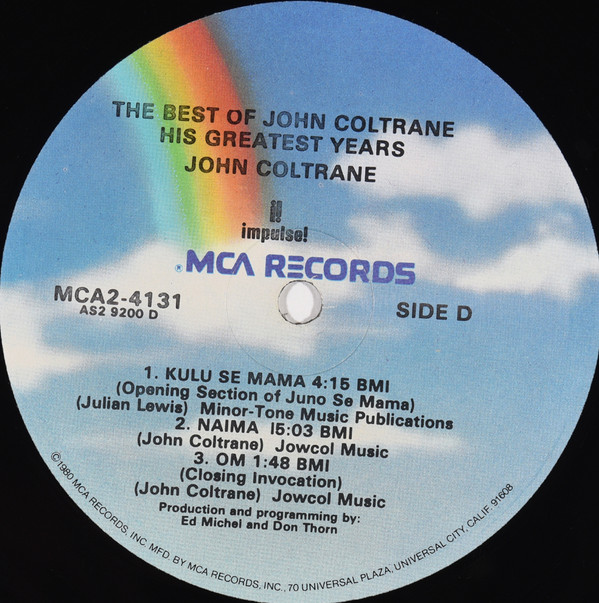 THE BEST OF JOHN COLTRANE
HIS GREATEST YEARS
JOHN COLTRANE
impulse!
®MCA RECORDS
MCA2-4131
AS2 9200 D
SIDE D
1. KULU SE MAMA 4:15 BMI
(Opening Section of Juno Se Mama)
(Julian Lewis) Minor-Tone Music Publications
2. NAIMA 15:03 BMI
(John Coltrane) Jowcol Music
3. OM 1:48 BMI
(Closing Invocation)
(John Coltrane) Jowcol Music
Production and programming by:
Ed Michel and Don Thorn
©1980 MCA RECORDS, INC. MFD. BY MCA RECORDS, INC., 70 UNIVERSAL PLAZA, UNIVERSAL CITY, CALIF. 91608